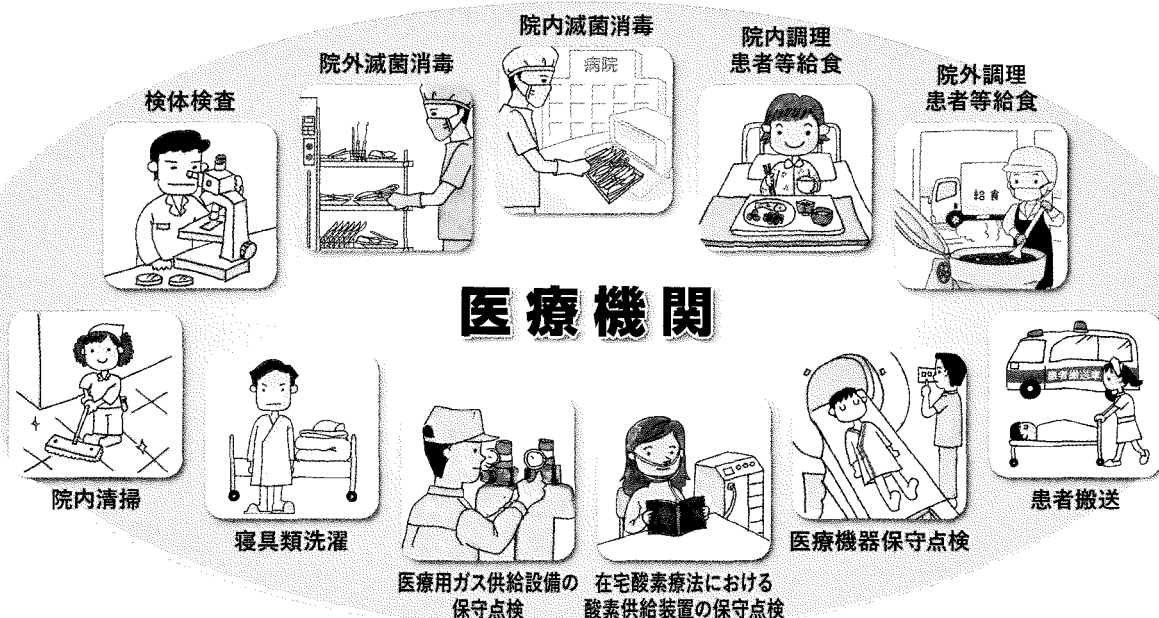 院内滅菌消毒
病院
院外滅菌消毒
院内調理
患者等給食
院外調理
患者等給食
給食
検体検査
医療機関
院内清掃
寝具類洗濯
医療用ガス供給設備の
保守点検
在宅酸素療法における
酸素供給装置の保守点検
医療機器保守点検
患者搬送車
患者搬送